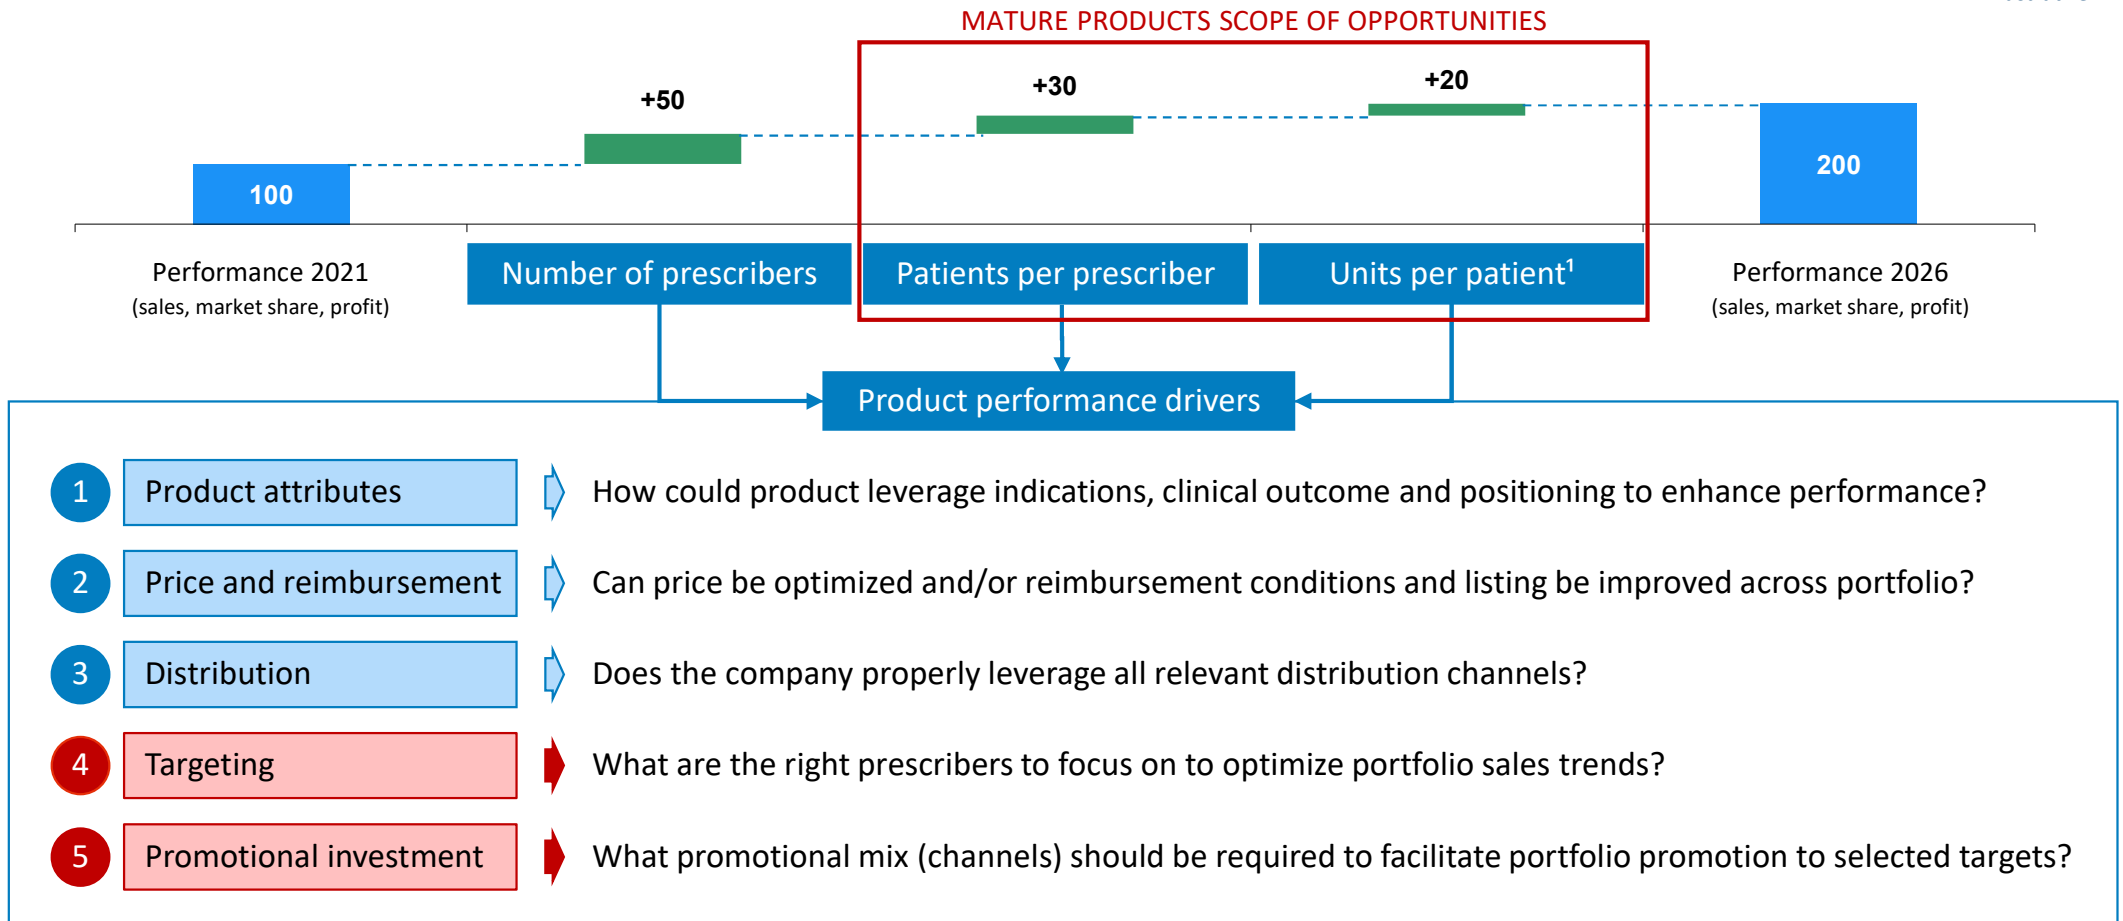 MATURE PRODUCTS SCOPE OF OPPORTUNITIES
+50
+30
+20
100
200
Performance 2021
(sales, market share, profit)
Number of prescribers
Patients per prescriber
Units per patient¹
Performance 2026
(sales, market share, profit)
Product performance drivers
1 Product attributes How could product leverage indications, clinical outcome and positioning to enhance performance?
2 Price and reimbursement Can price be optimized and/or reimbursement conditions and listing be improved across portfolio?
3 Distribution Does the company properly leverage all relevant distribution channels?
4 Targeting What are the right prescribers to focus on to optimize portfolio sales trends?
5 Promotional investment What promotional mix (channels) should be required to facilitate portfolio promotion to selected targets?